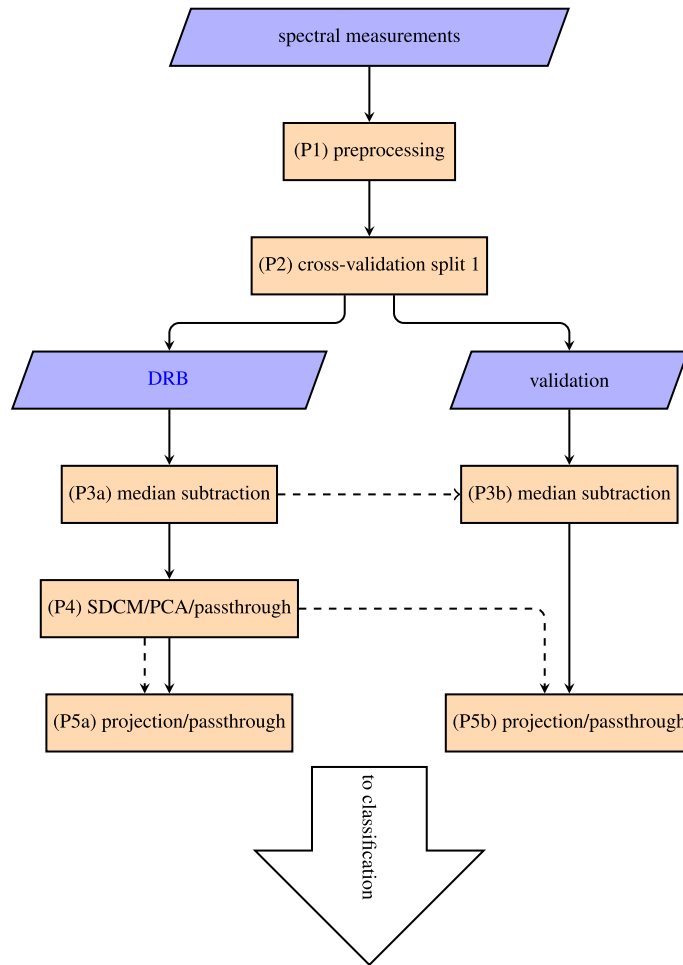 spectral measurements
(P1) preprocessing
(P2) cross-validation split 1
DRB
validation
(P3a) median subtraction
(P3b) median subtraction
(P4) SDCM/PCA/passthrough
(P5a) projection/passthrough
(P5b) projection/passthrough
to classification